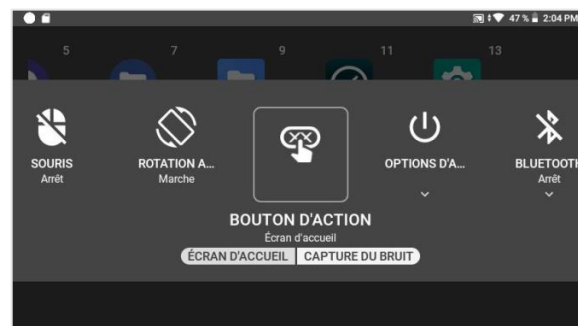 47 % 2:04 PM
5 7 9 11 13
SOURIS
Arrêt
ROTATION A...
Marche
OPTIONS D'A...
BLUETOOTH
Arrêt
BOUTON D'ACTION
Écran d'accueil
ÉCRAN D'ACCUEIL CAPTURE DU BRUIT